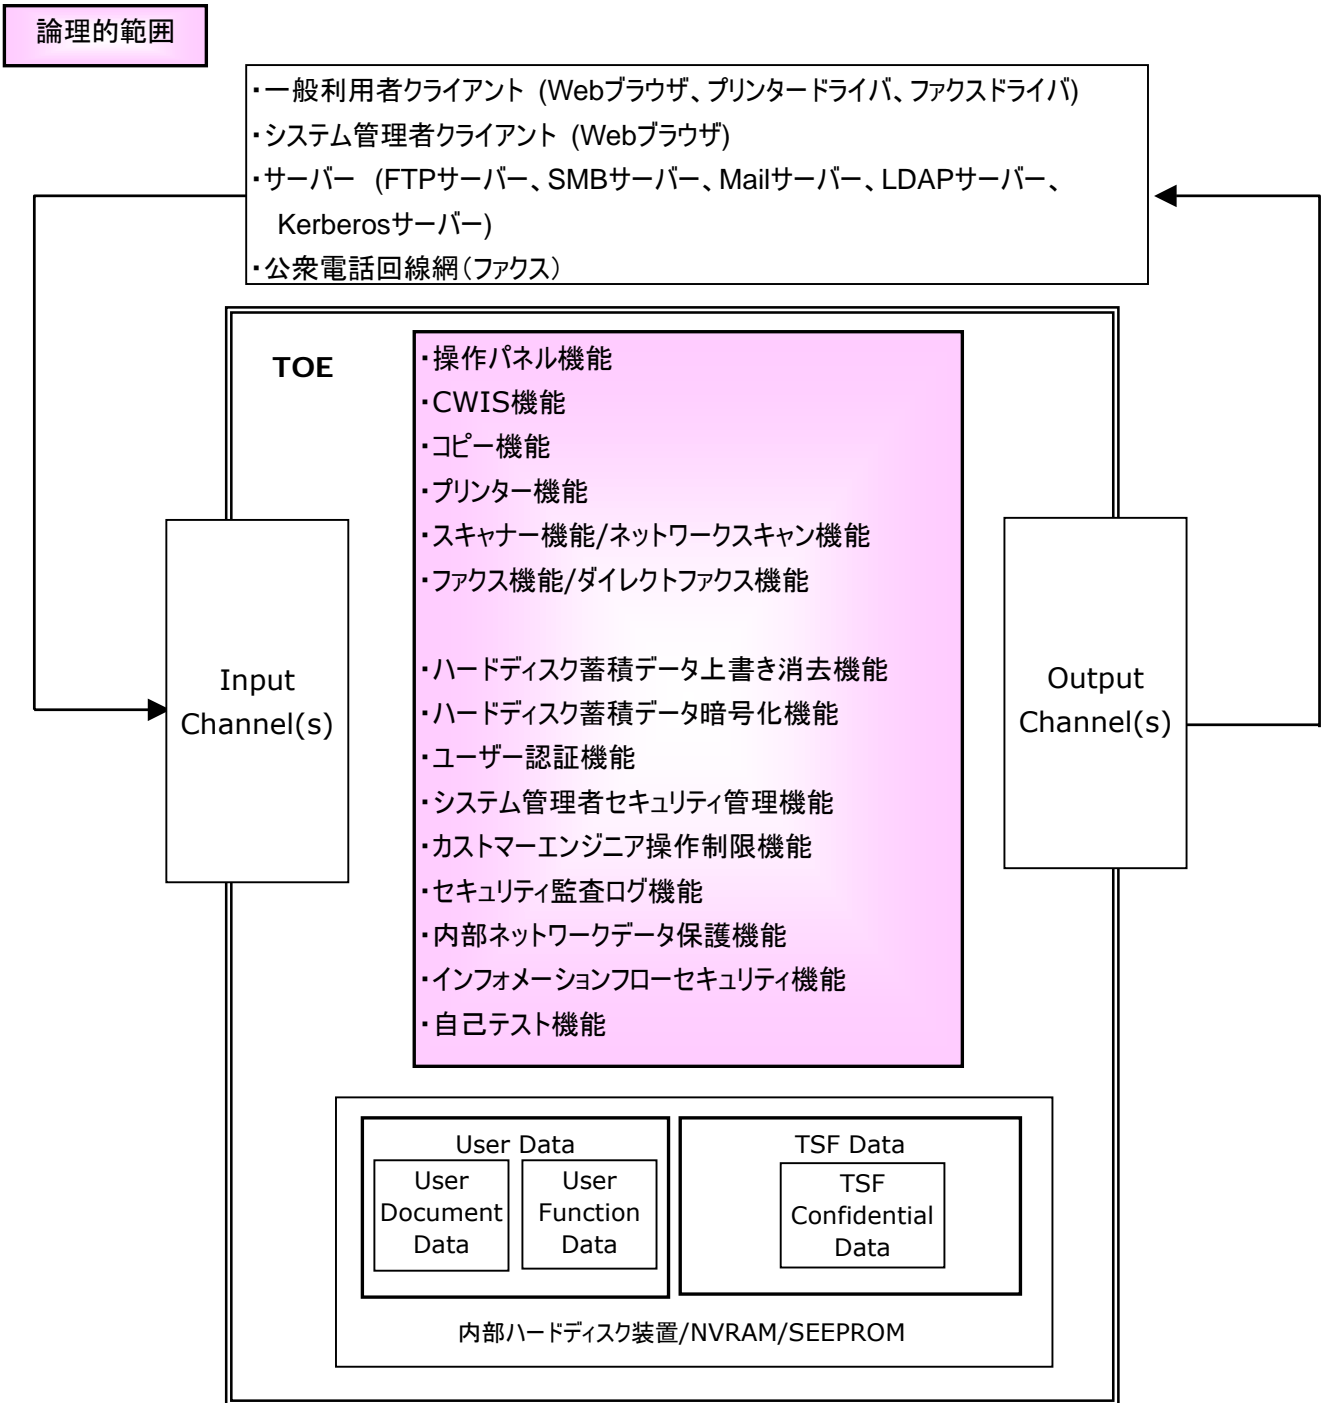 論理的範囲
・一般利用者クライアント (Webブラウザ、プリンタードライバ、ファクスドライバ)
・システム管理者クライアント (Webブラウザ)
・サーバー (FTPサーバー、SMBサーバー、Mailサーバー、LDAPサーバー、
Kerberosサーバー)
・公衆電話回線網（ファクス）
TOE
・操作パネル機能
・CWIS機能
・コピー機能
・プリンター機能
・スキャナー機能/ネットワークスキャン機能
・ファクス機能/ダイレクトファクス機能
・ハードディスク蓄積データ上書き消去機能
・ハードディスク蓄積データ暗号化機能
・ユーザー認証機能
・システム管理者セキュリティ管理機能
・カストマーエンジニア操作制限機能
・セキュリティ監査ログ機能
・内部ネットワークデータ保護機能
・インフォメーションフローセキュリティ機能
・自己テスト機能
Input
Channel(s)
Output
Channel(s)
User Data
User
Document
Data
User
Function
Data
TSF Data
TSF
Confidential
Data
内部ハードディスク装置/NVRAM/SEEPROM